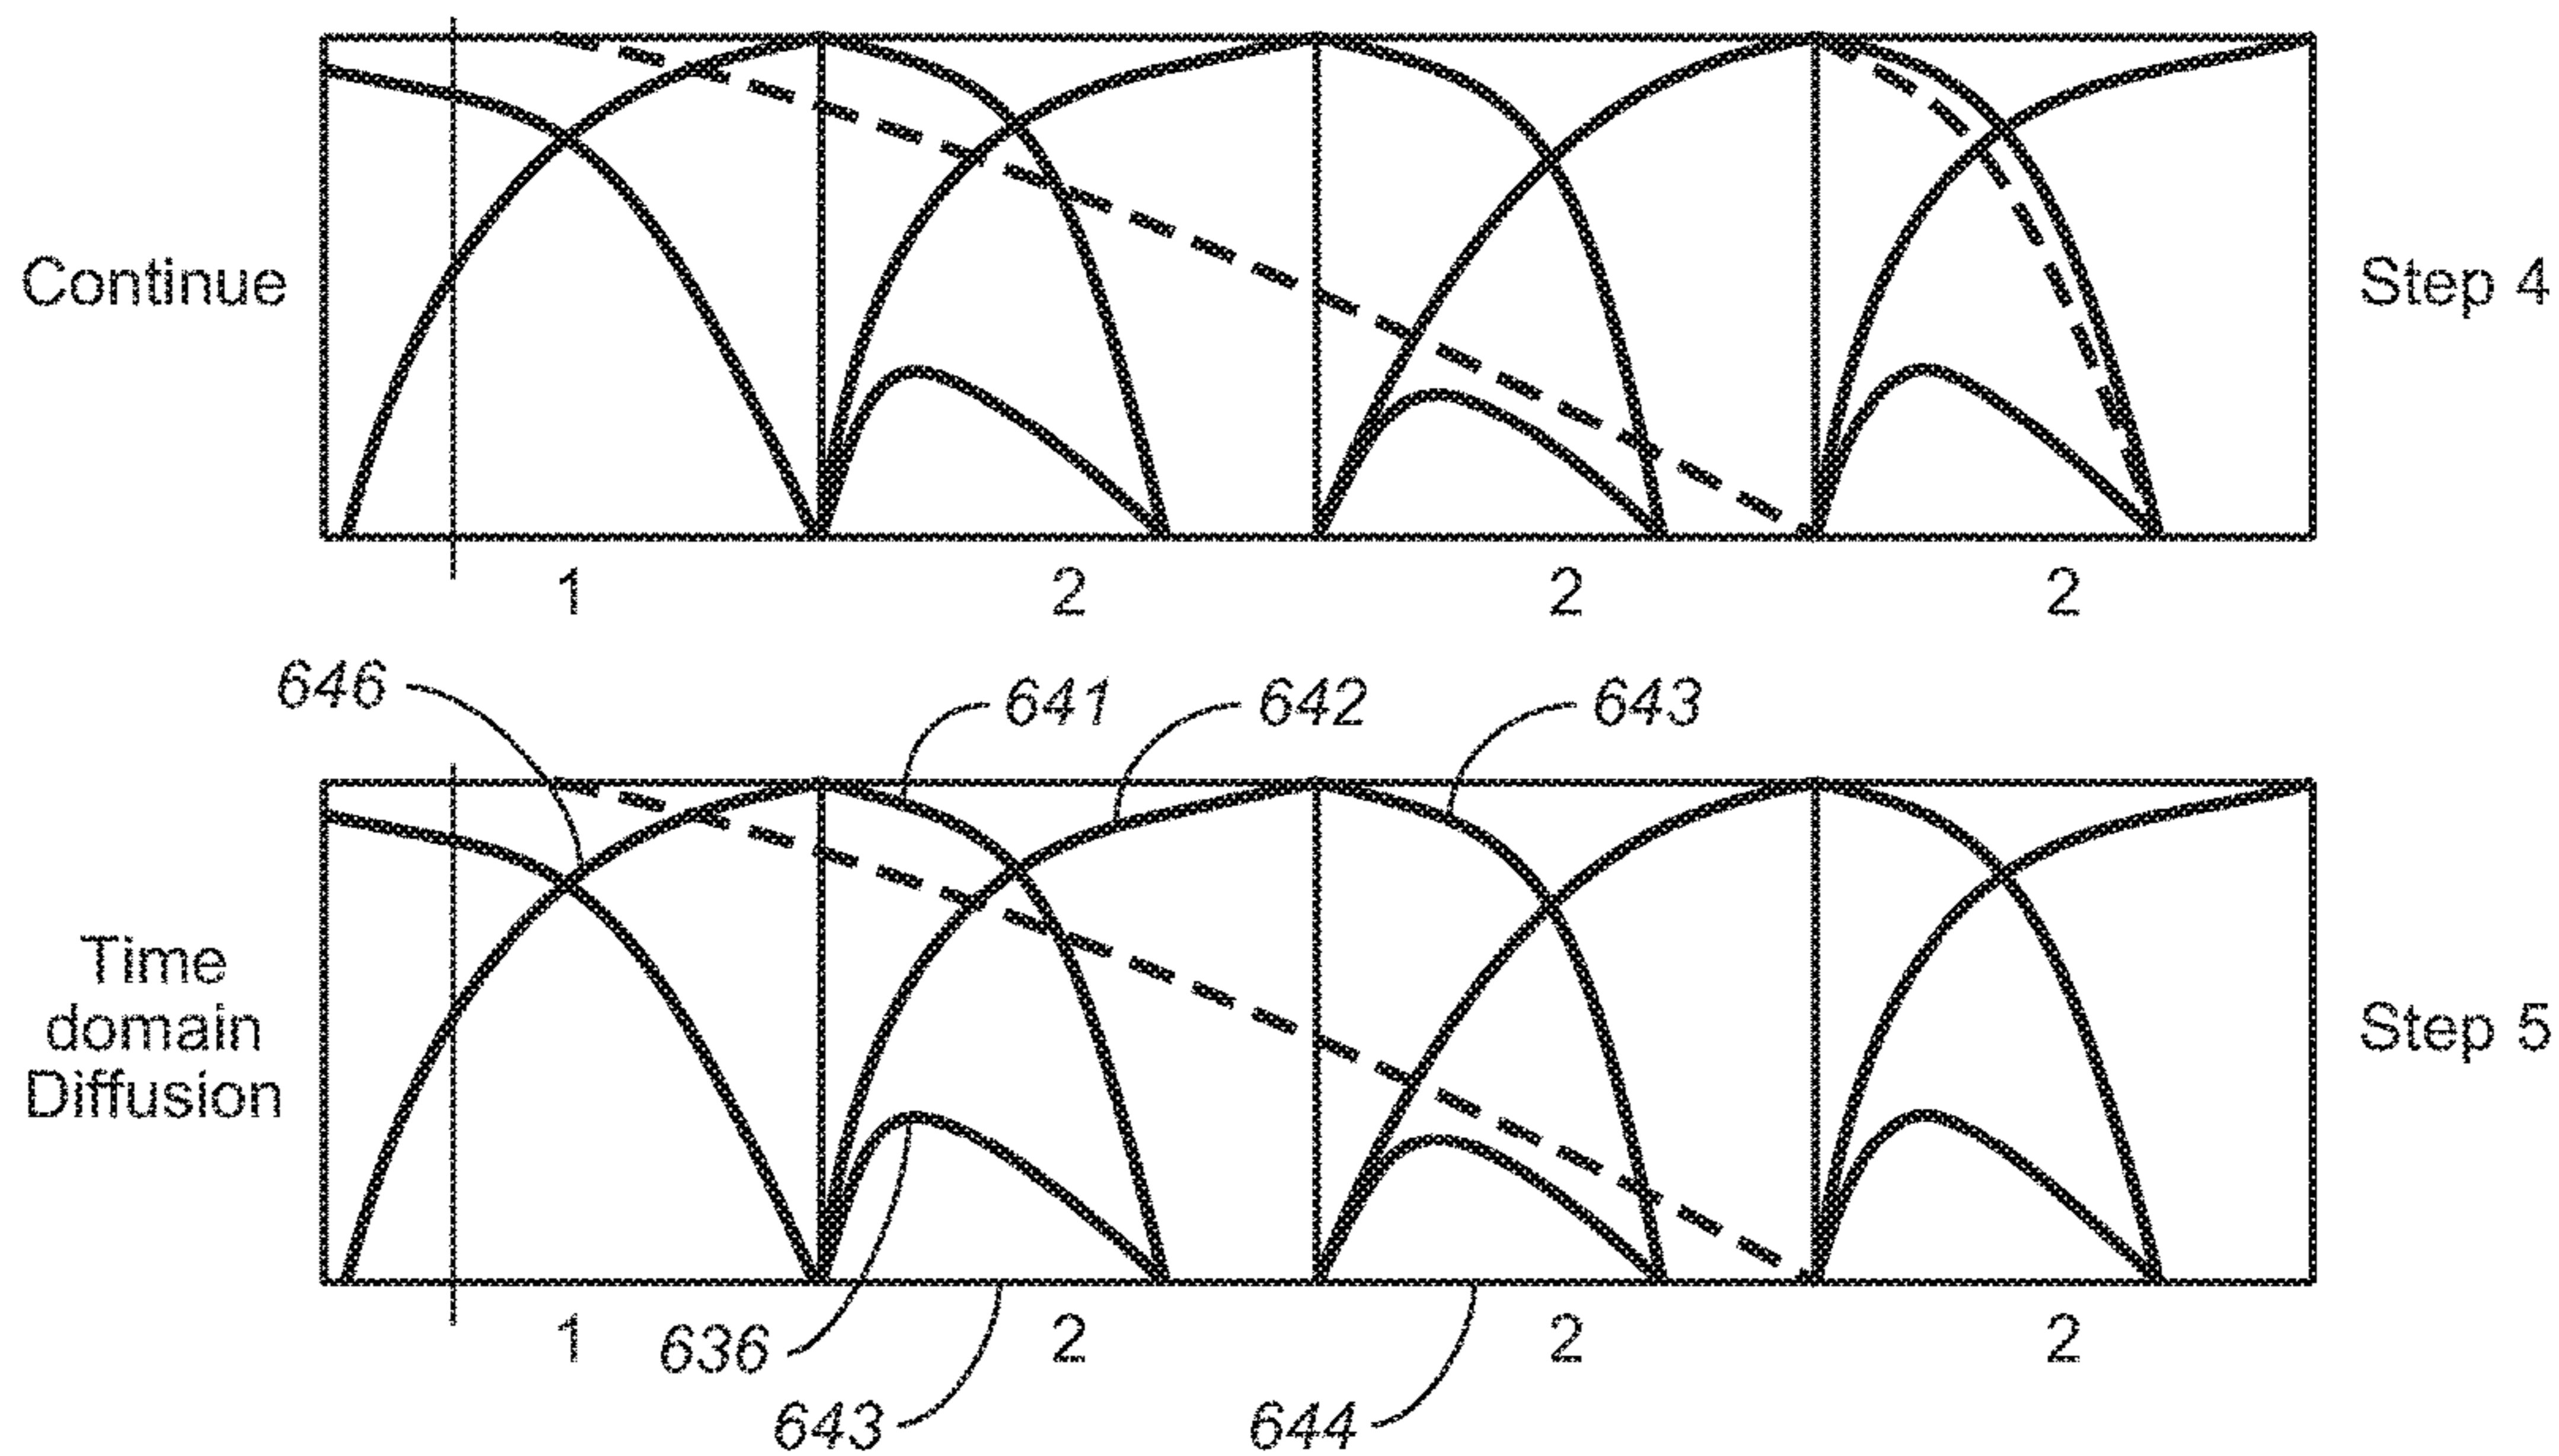 Continue
Step 4
1 2 2 2
646 641 642 643
Time
domain
Diffusion
Step 5
1 636 2 2 2
643 644